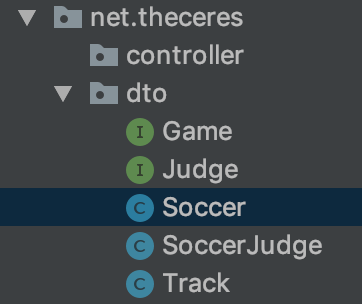 net.theceres
controller
dto
I Game
I Judge
C Soccer
C SoccerJudge
C Track